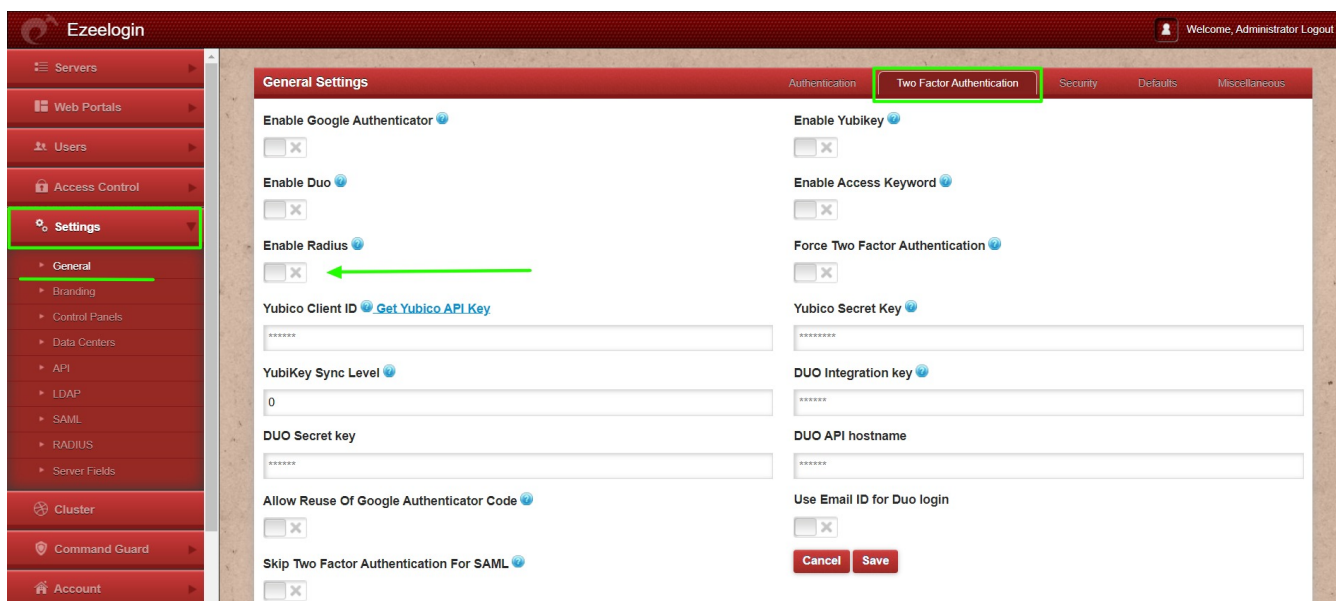 Ezeelogin
Welcome, Administrator Logout
Servers
Web Portals
Users
Access Control
Settings
General
Branding
Control Panels
Data Centers
API
LDAP
SAML
RADIUS
Server Fields
Cluster
Command Guard
Account
General Settings
Authentication
Two Factor Authentication
Security
Defaults
Miscellaneous
Enable Google Authenticator
Enable Yubikey
Enable Duo
Enable Access Keyword
Enable Radius
Force Two Factor Authentication
Yubico Client ID Get Yubico API Key
Yubico Secret Key
******
********
YubiKey Sync Level
DUO Integration key
0
******
DUO Secret key
DUO API hostname
******
******
Allow Reuse Of Google Authenticator Code
Use Email ID for Duo login
Skip Two Factor Authentication For SAML
Cancel
Save